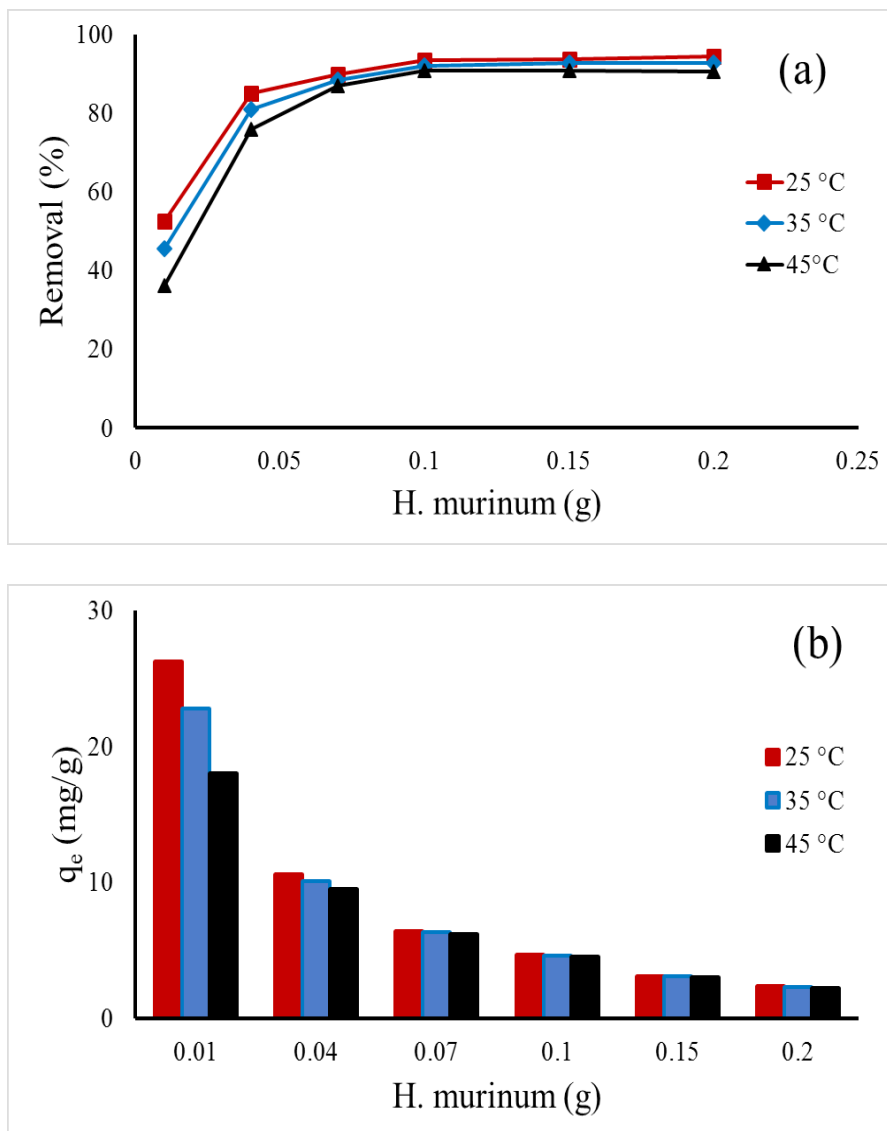 (a)
Removal (%)
100
80
60
40
20
0
0 0.05 0.1 0.15 0.2 0.25
H. murinum (g)
25 °C
35 °C
45°C
(b)
qₑ (mg/g)
30
20
10
0
0.01 0.04 0.07 0.1 0.15 0.2
H. murinum (g)
25 °C
35 °C
45 °C